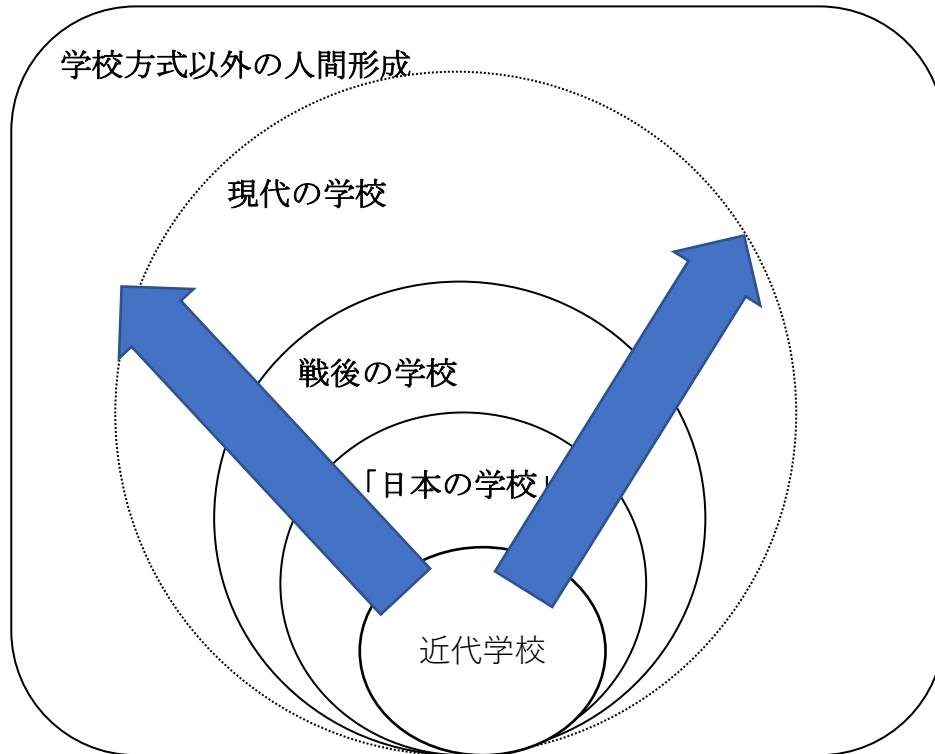 学校方式以外の人間形成
現代の学校
戦後の学校
「日本の学校」
近代学校